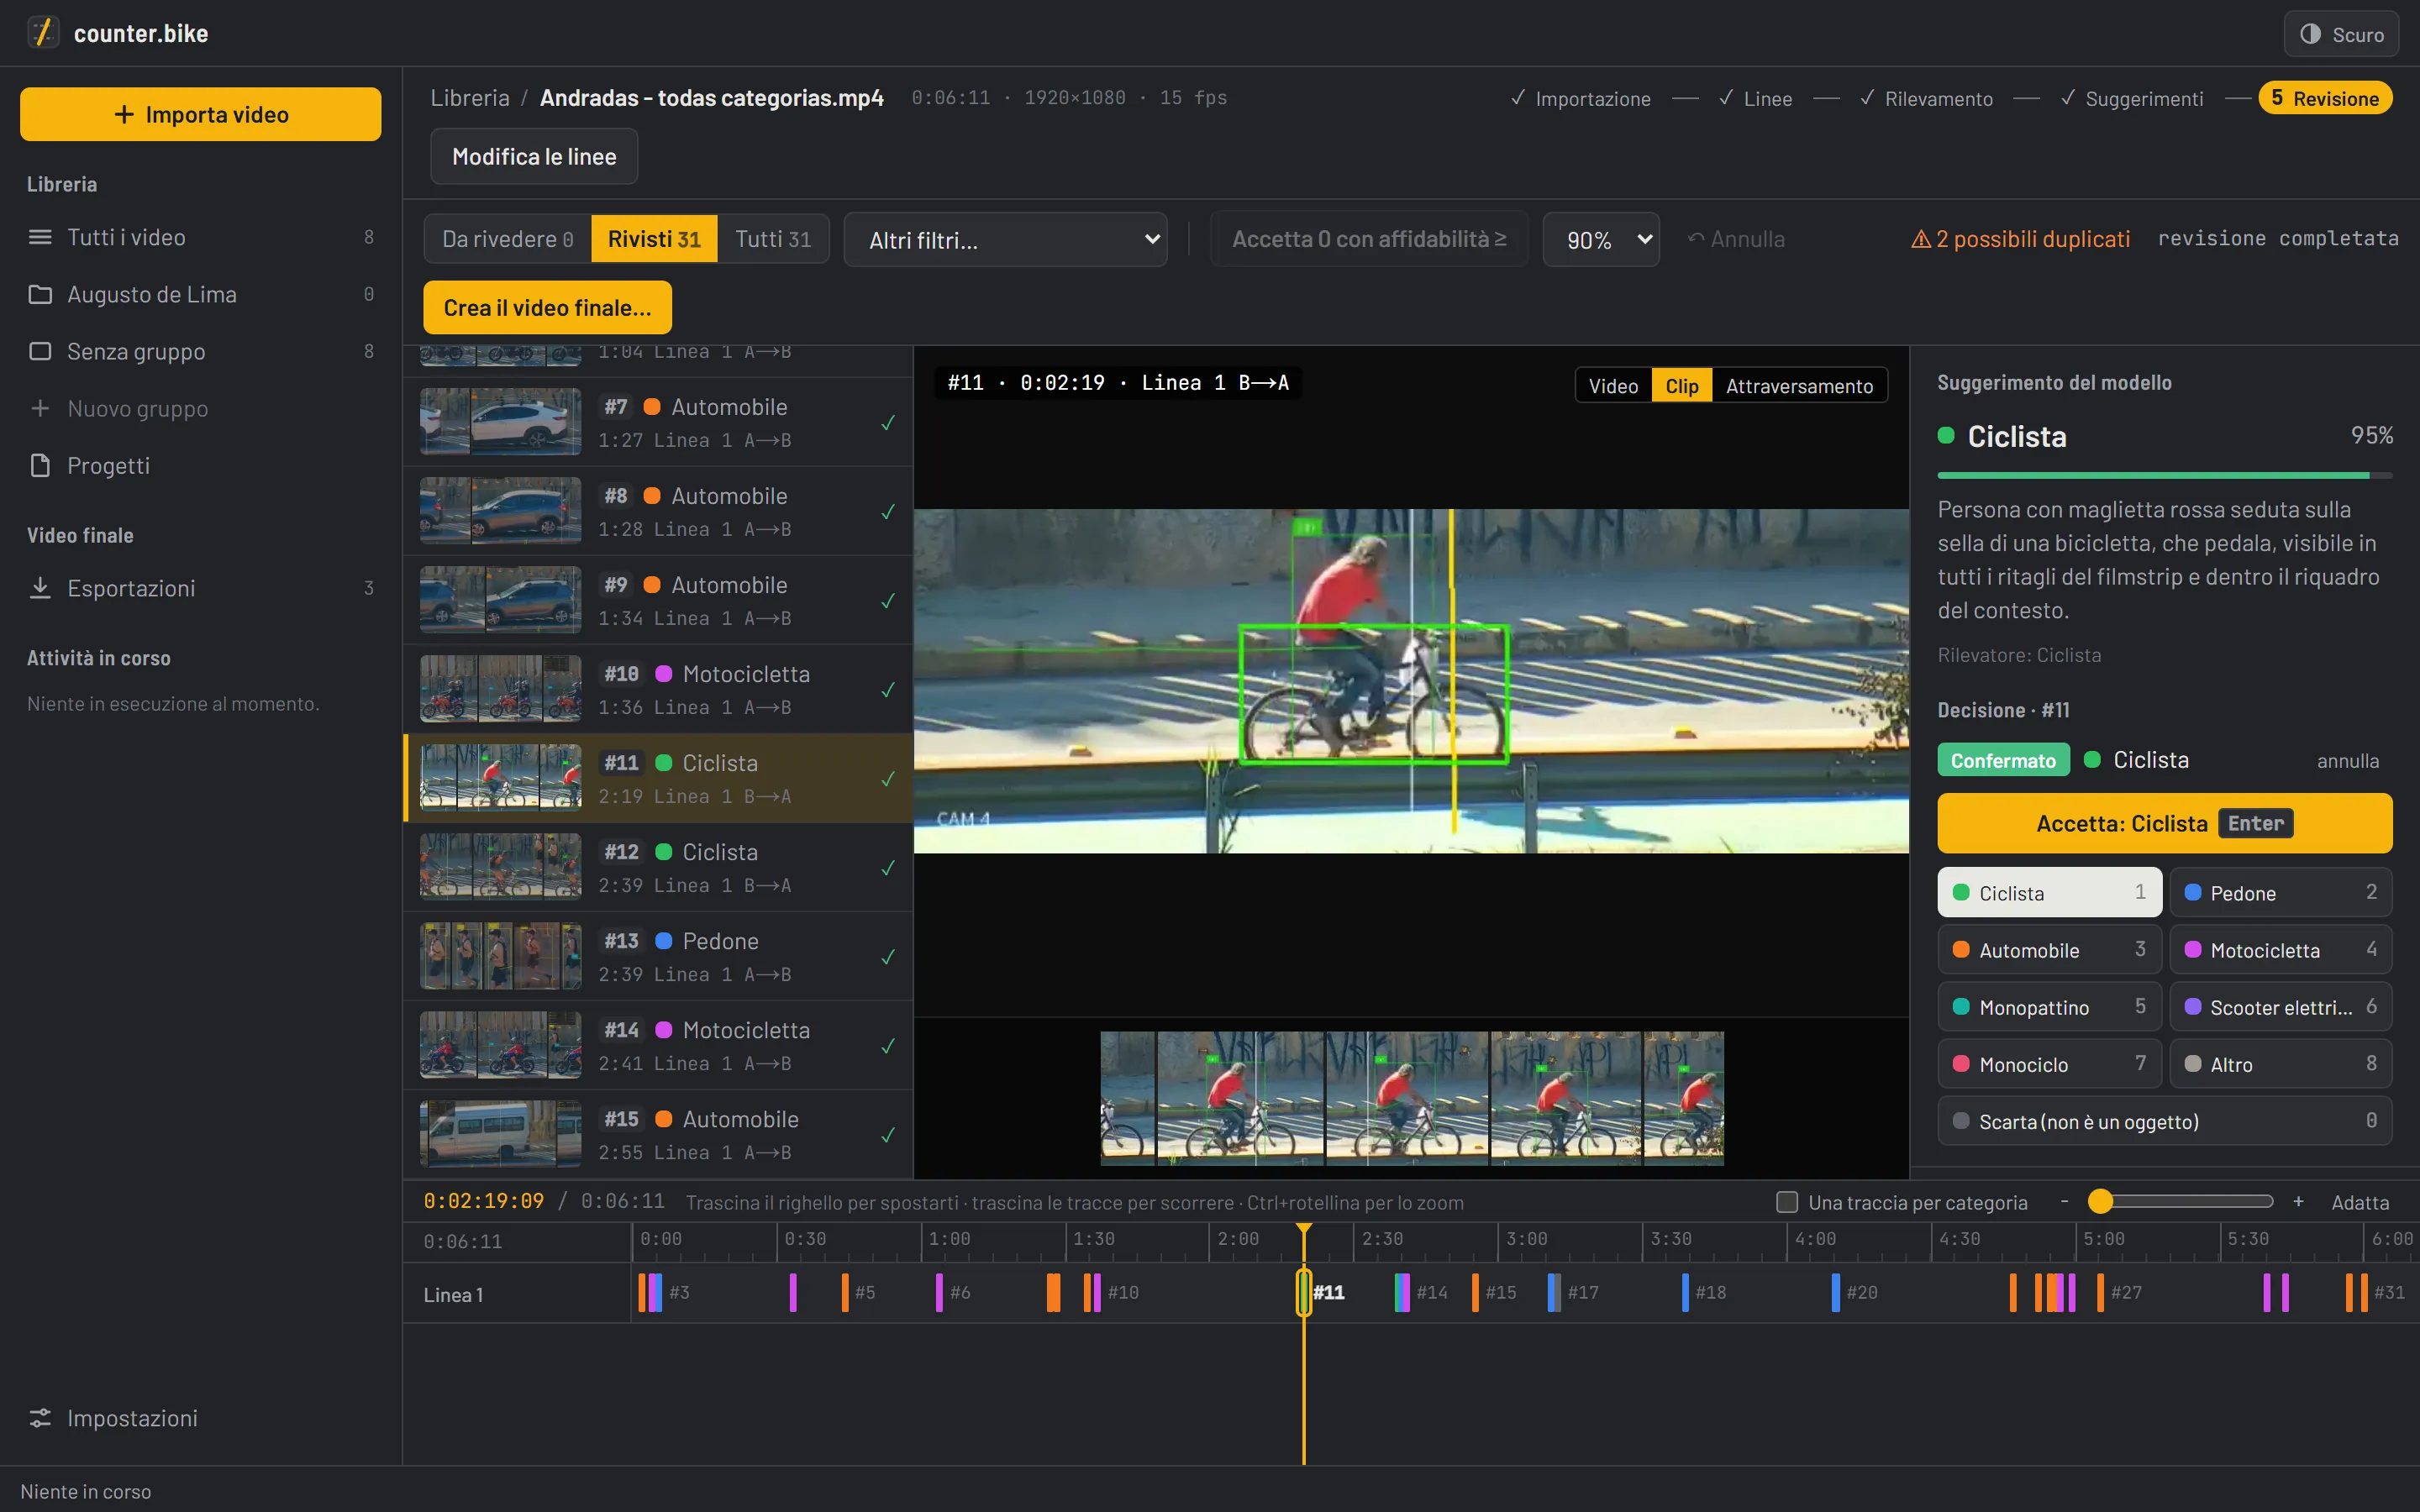 counter.bike
Scuro
Importa video
Libreria
Tutti i video 8
Augusto de Lima 0
Senza gruppo 8
Nuovo gruppo
Progetti
Video finale
Esportazioni 3
Attività in corso
Niente in esecuzione al momento.
Impostazioni
Niente in corso
Libreria / Andradas - todas categorias.mp4 0:06:11 · 1920×1080 · 15 fps
✓ Importazione — ✓ Linee — ✓ Rilevamento — ✓ Suggerimenti — 5 Revisione
Modifica le linee
Da rivedere 0 Rivisti 31 Tutti 31
Altri filtri...
Accetta 0 con affidabilità ≥ 90%
Annulla
2 possibili duplicati
revisione completata
Crea il video finale...
1:04 Linea 1 A→B
#7 Automobile
1:27 Linea 1 A→B
#8 Automobile
1:28 Linea 1 A→B
#9 Automobile
1:34 Linea 1 A→B
#10 Motocicletta
1:36 Linea 1 A→B
#11 Ciclista
2:19 Linea 1 B→A
#12 Ciclista
2:39 Linea 1 B→A
#13 Pedone
2:39 Linea 1 A→B
#14 Motocicletta
2:41 Linea 1 A→B
#15 Automobile
2:55 Linea 1 A→B
#11 · 0:02:19 · Linea 1 B→A
Video Clip Attraversamento
CAM 4
Suggerimento del modello
Ciclista 95%
Persona con maglietta rossa seduta sulla
sella di una bicicletta, che pedala, visibile in
tutti i ritagli del filmstrip e dentro il riquadro
del contesto.
Rilevatore: Ciclista
Decisione · #11
Confermato Ciclista annulla
Accetta: Ciclista Enter
Ciclista 1
Pedone 2
Automobile 3
Motocicletta 4
Monopattino 5
Scooter elettri... 6
Monociclo 7
Altro 8
Scarta (non è un oggetto) 0
0:02:19:09 / 0:06:11 Trascina il righello per spostarti · trascina le tracce per scorrere · Ctrl+rotellina per lo zoom
Una traccia per categoria - + Adatta
0:06:11 0:00 0:30 1:00 1:30 2:00 2:30 3:00 3:30 4:00 4:30 5:00 5:30 6:00
Linea 1 #3 #5 #6 #10 #11 #14 #15 #17 #18 #20 #27 #31